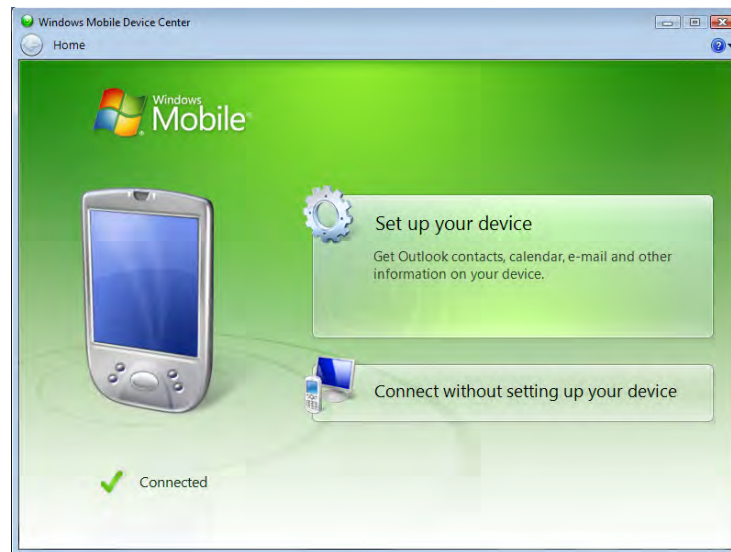 Windows Mobile Device Center
Home
Windows
Mobile
Set up your device
Get Outlook contacts, calendar, e-mail and other
information on your device.
Connect without setting up your device
Connected